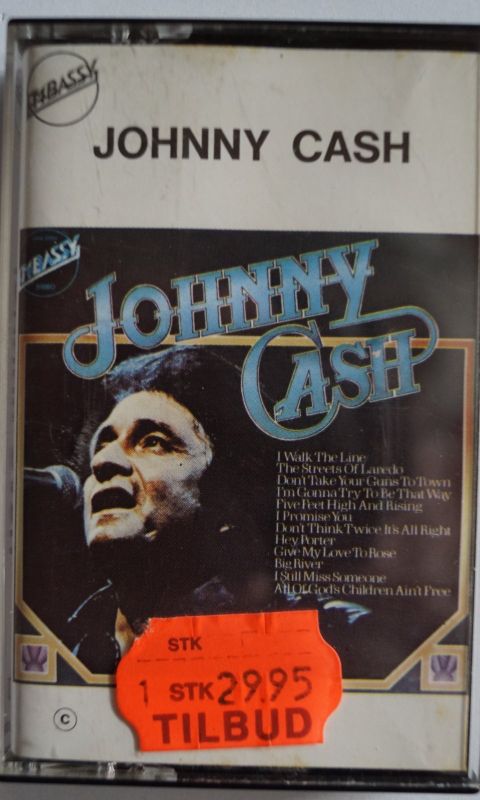 EMBASSY
JOHNNY CASH
EMBASSY
JOHNNY
CASH
I Walk The Line
The Streets Of Laredo
Don't Take Your Guns To Town
I'm Gonna Try To Be That Way
Five Feet High And Rising
I Promise You
Don't Think Twice It's All Right
Hey Porter
Give My Love To Rose
Big River
I Still Miss Someone
All Of God's Children Ain't Free
STK
1 STK 29.95
TILBUD
C